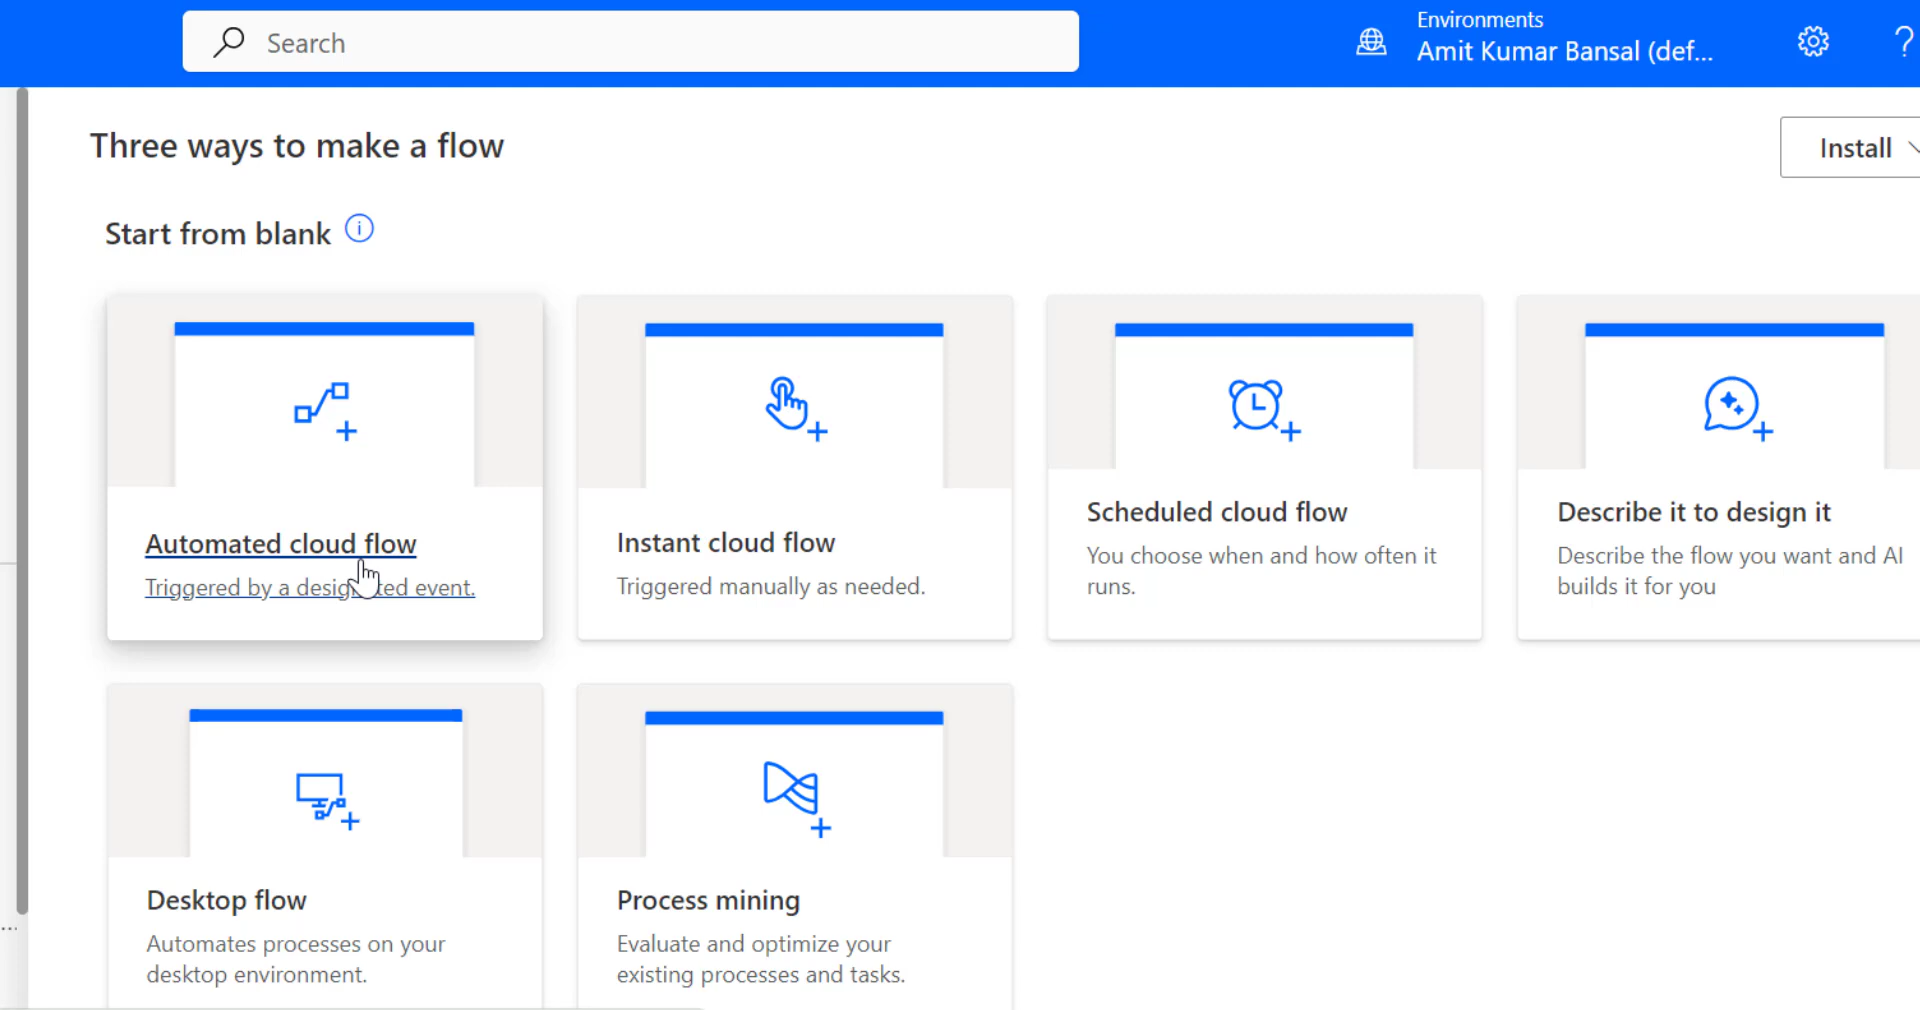 Search
Environments
Amit Kumar Bansal (def...
?
Three ways to make a flow
Install
Start from blank
Automated cloud flow
Triggered by a designated event.
Instant cloud flow
Triggered manually as needed.
Scheduled cloud flow
You choose when and how often it
runs.
Describe it to design it
Describe the flow you want and AI
builds it for you
Desktop flow
Automates processes on your
desktop environment.
Process mining
Evaluate and optimize your
existing processes and tasks.
...